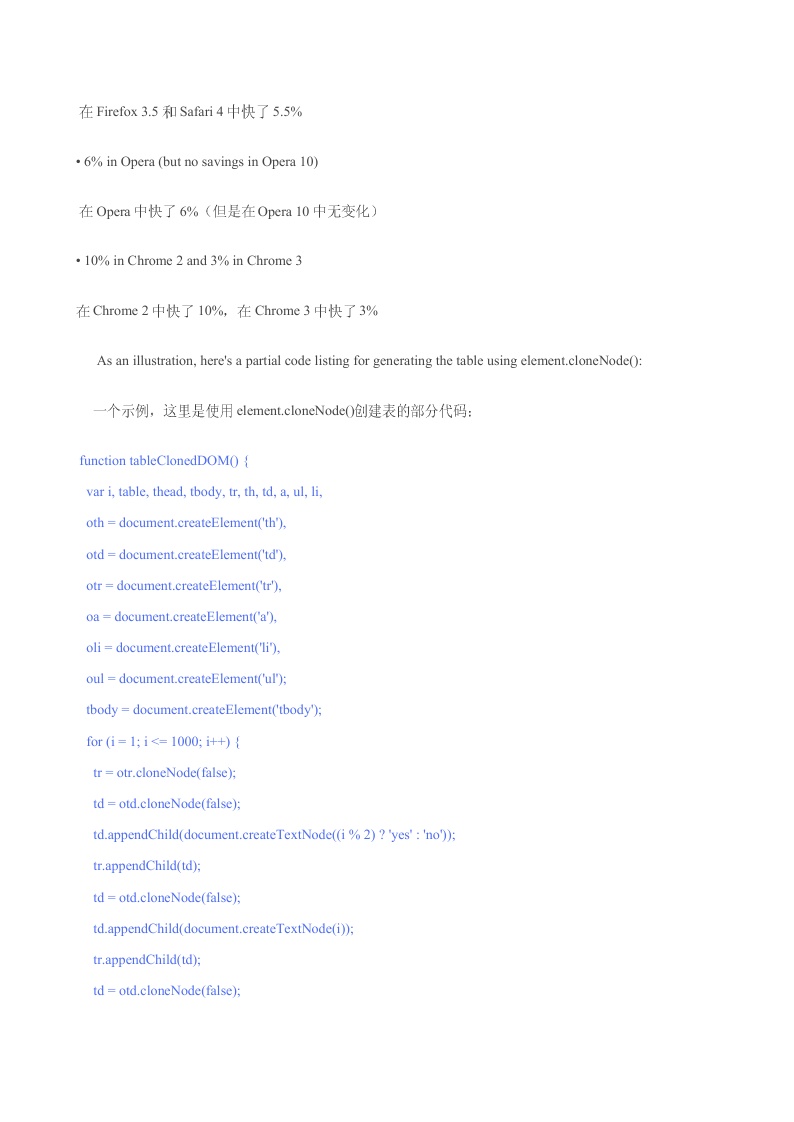 在 Firefox 3.5 和 Safari 4 中快了 5.5%
• 6% in Opera (but no savings in Opera 10)
在 Opera 中快了 6%（但是在 Opera 10 中无变化）
• 10% in Chrome 2 and 3% in Chrome 3
在 Chrome 2 中快了 10%，在 Chrome 3 中快了 3%
As an illustration, here's a partial code listing for generating the table using element.cloneNode():
一个示例，这里是使用 element.cloneNode()创建表的部分代码：
function tableClonedDOM() {
var i, table, thead, tbody, tr, th, td, a, ul, li,
oth = document.createElement('th'),
otd = document.createElement('td'),
otr = document.createElement('tr'),
oa = document.createElement('a'),
oli = document.createElement('li'),
oul = document.createElement('ul');
tbody = document.createElement('tbody');
for (i = 1; i <= 1000; i++) {
tr = otr.cloneNode(false);
td = otd.cloneNode(false);
td.appendChild(document.createTextNode((i % 2) ? 'yes' : 'no'));
tr.appendChild(td);
td = otd.cloneNode(false);
td.appendChild(document.createTextNode(i));
tr.appendChild(td);
td = otd.cloneNode(false);